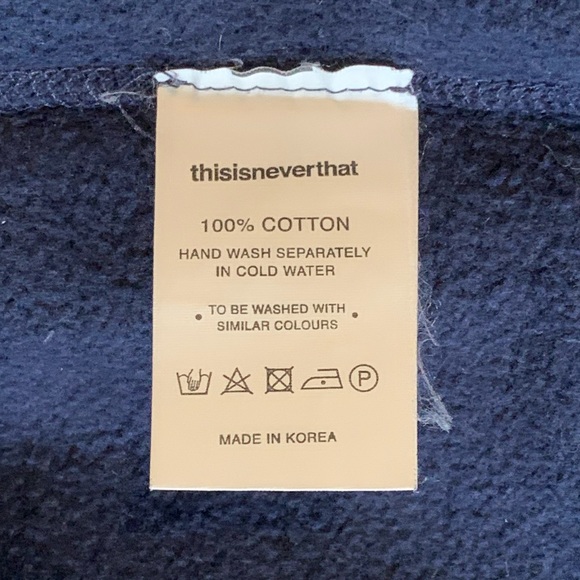 thisisneverthat
100% COTTON
HAND WASH SEPARATELY
IN COLD WATER
• TO BE WASHED WITH •
SIMILAR COLOURS
P
MADE IN KOREA